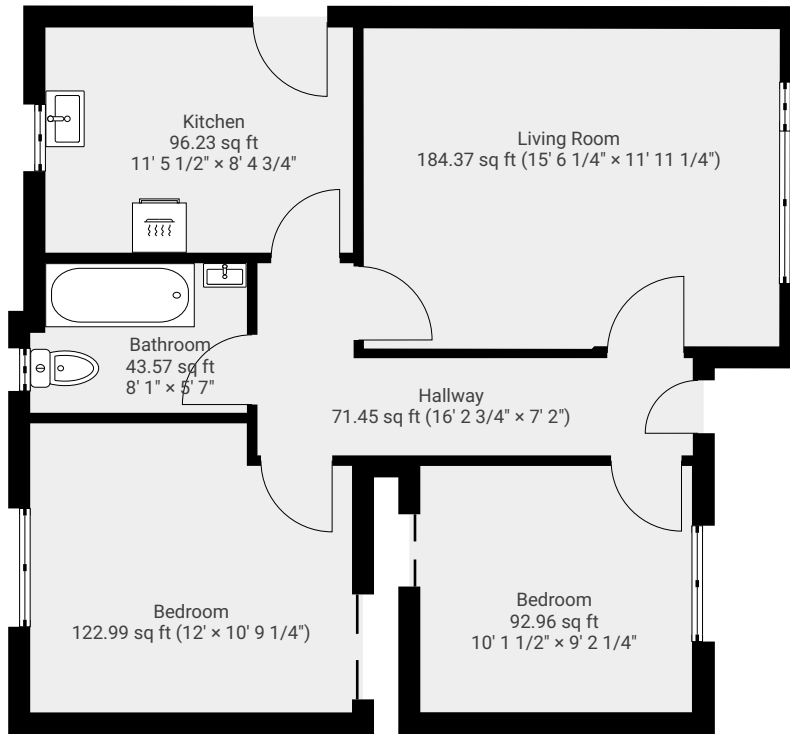 Kitchen
96.23 sq ft
11' 5 1/2" × 8' 4 3/4"
Living Room
184.37 sq ft (15' 6 1/4" × 11' 11 1/4")
Bathroom
43.57 sq ft
8' 1" × 5' 7"
Hallway
71.45 sq ft (16' 2 3/4" × 7' 2")
Bedroom
122.99 sq ft (12' × 10' 9 1/4")
Bedroom
92.96 sq ft
10' 1 1/2" × 9' 2 1/4"